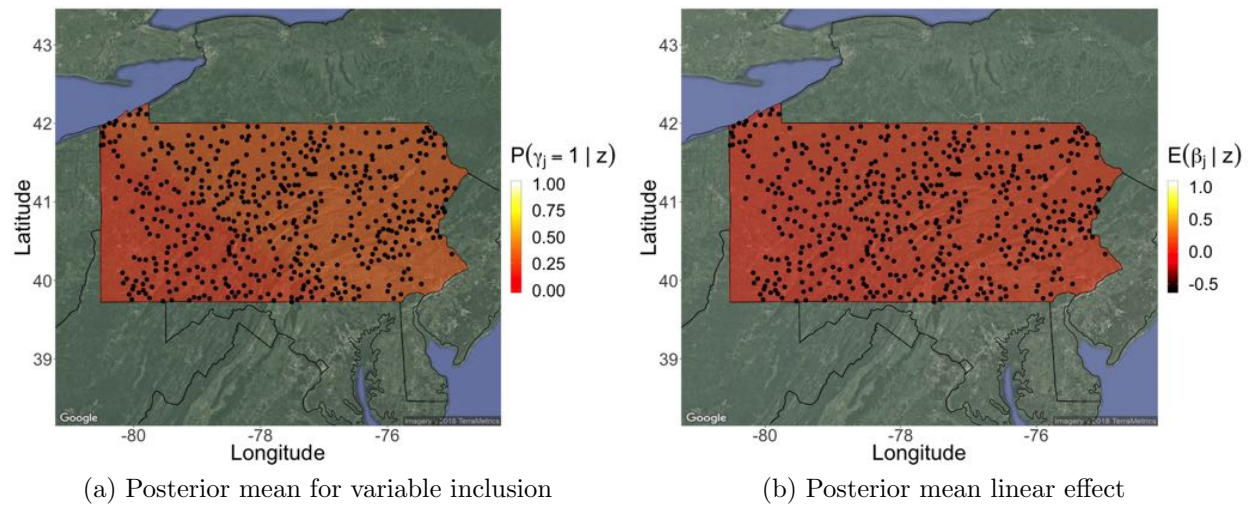 43
42
41
40
39
Latitude
-80
-78
-76
Longitude
P(γj = 1 | z)
1.00
0.75
0.50
0.25
0.00
Google
Imagery ©2018 TerraMetrics
(a) Posterior mean for variable inclusion
43
42
41
40
39
Latitude
-80
-78
-76
Longitude
E(βj | z)
1.0
0.5
0.0
-0.5
Google
Imagery ©2018 TerraMetrics
(b) Posterior mean linear effect